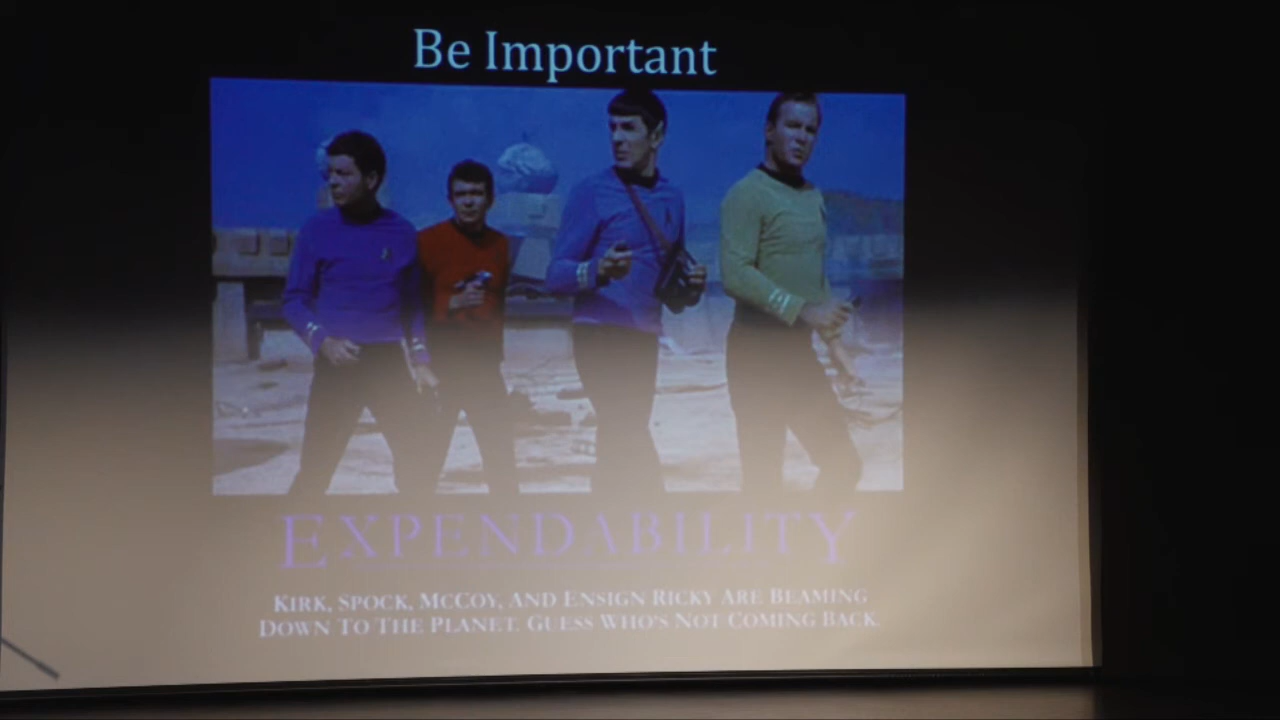 Be Important
EXPENDABILITY
KIRK, SPOCK, MCCOY, AND ENSIGN RICKY ARE BEAMING
DOWN TO THE PLANET. GUESS WHO'S NOT COMING BACK.